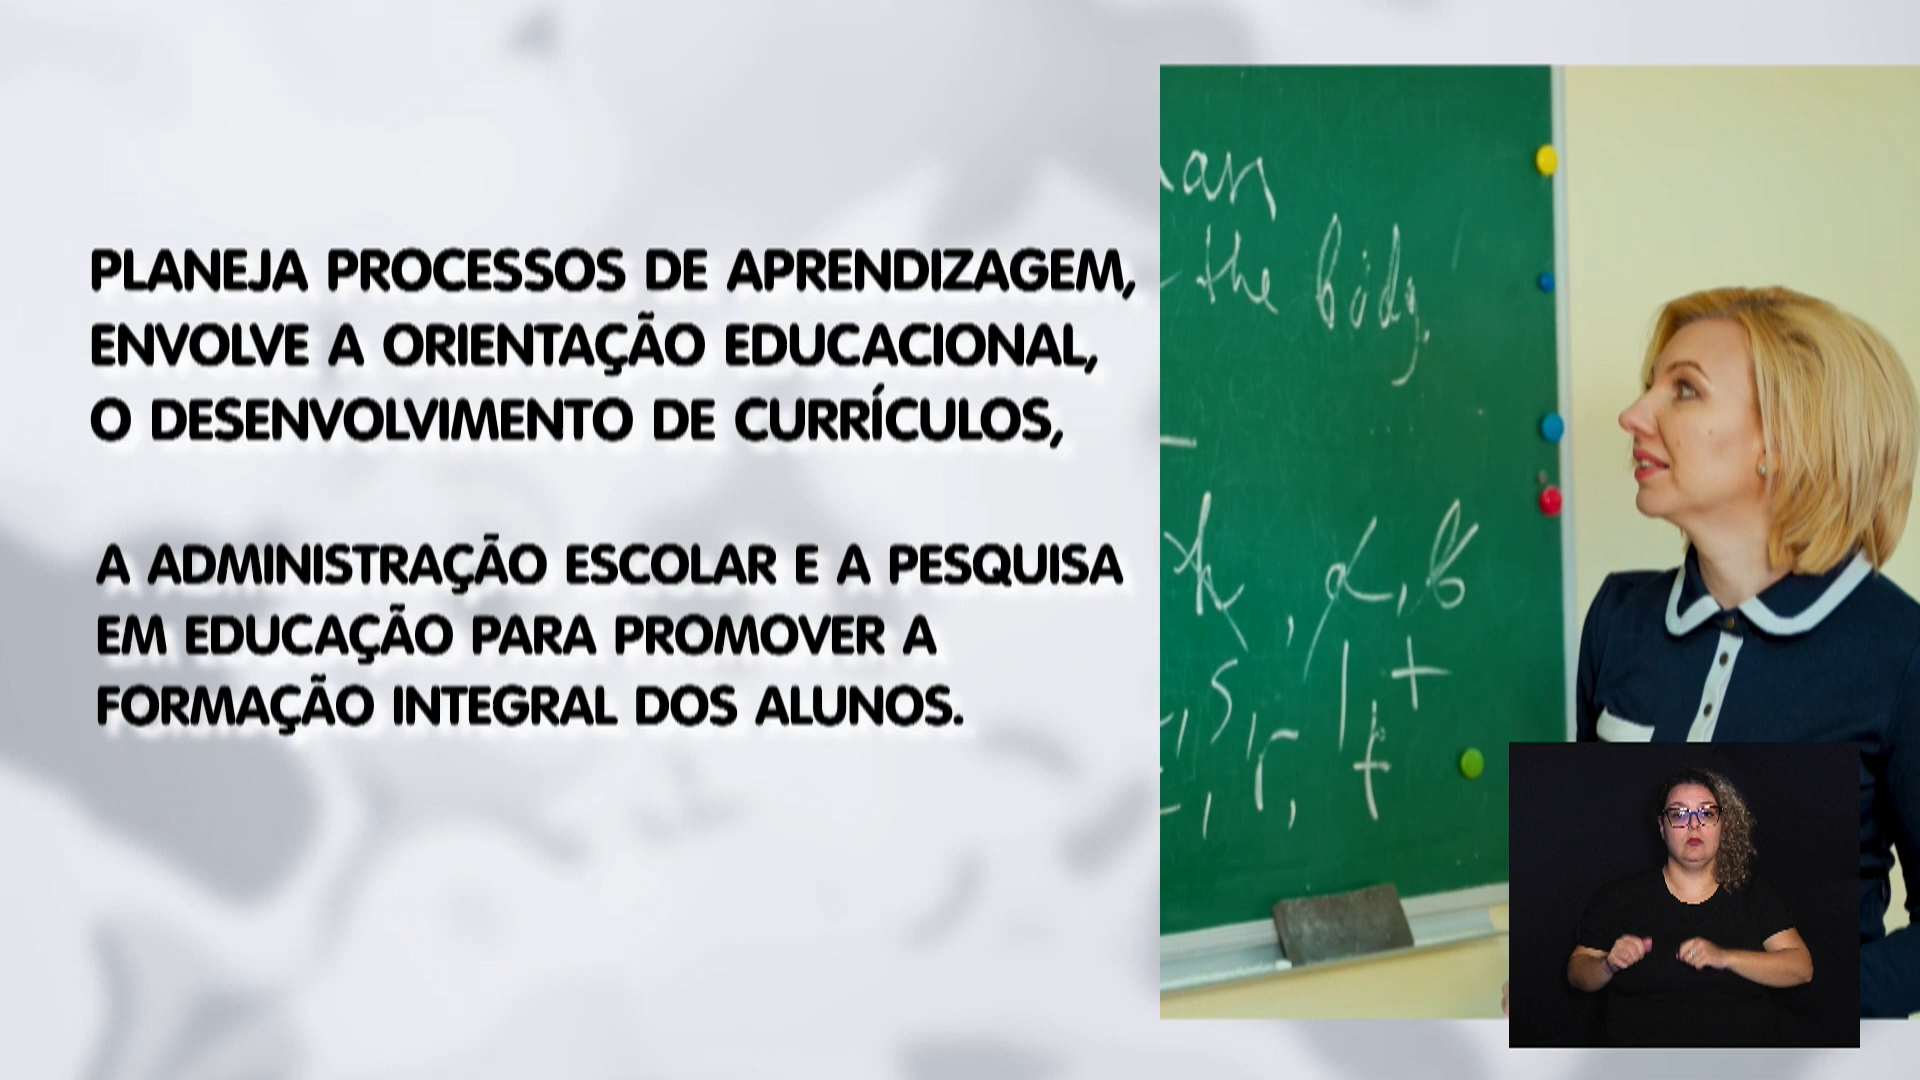 PLANEJA PROCESSOS DE APRENDIZAGEM,
ENVOLVE A ORIENTAÇÃO EDUCACIONAL,
O DESENVOLVIMENTO DE CURRÍCULOS,
A ADMINISTRAÇÃO ESCOLAR E A PESQUISA
EM EDUCAÇÃO PARA PROMOVER A
FORMAÇÃO INTEGRAL DOS ALUNOS.
the body.